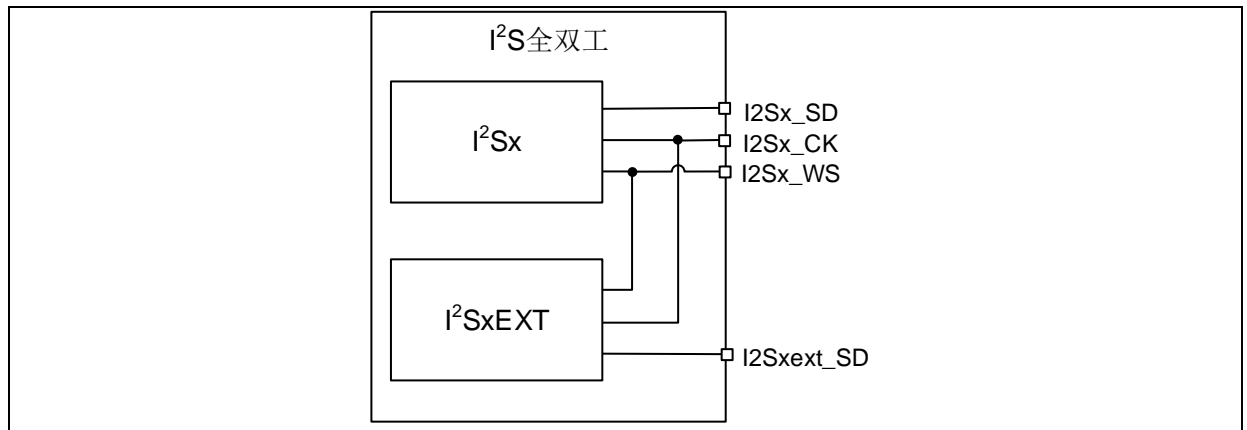 I²S全双工
I²Sx
I2Sx_SD
I2Sx_CK
I2Sx_WS
I²SxEXT
I2Sxext_SD